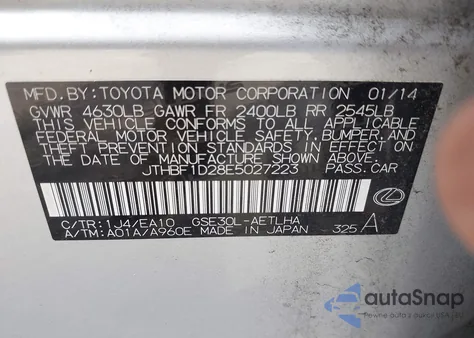 MFD. BY: TOYOTA MOTOR CORPORATION 01/14
GVWR 4630LB GAWR FR 2400LB RR 2545LB
THIS VEHICLE CONFORMS TO ALL APPLICABLE
FEDERAL MOTOR VEHICLE SAFETY, BUMPER, AND
THEFT PREVENTION STANDARDS IN EFFECT ON
THE DATE OF MANUFACTURE SHOWN ABOVE.
JTHBF1D28E5027223 PASS. CAR
C/TR: 1J4/EA10 GSE30L-AETLHA
A/TM: A01A/A960E MADE IN JAPAN 325 A
autoSnap